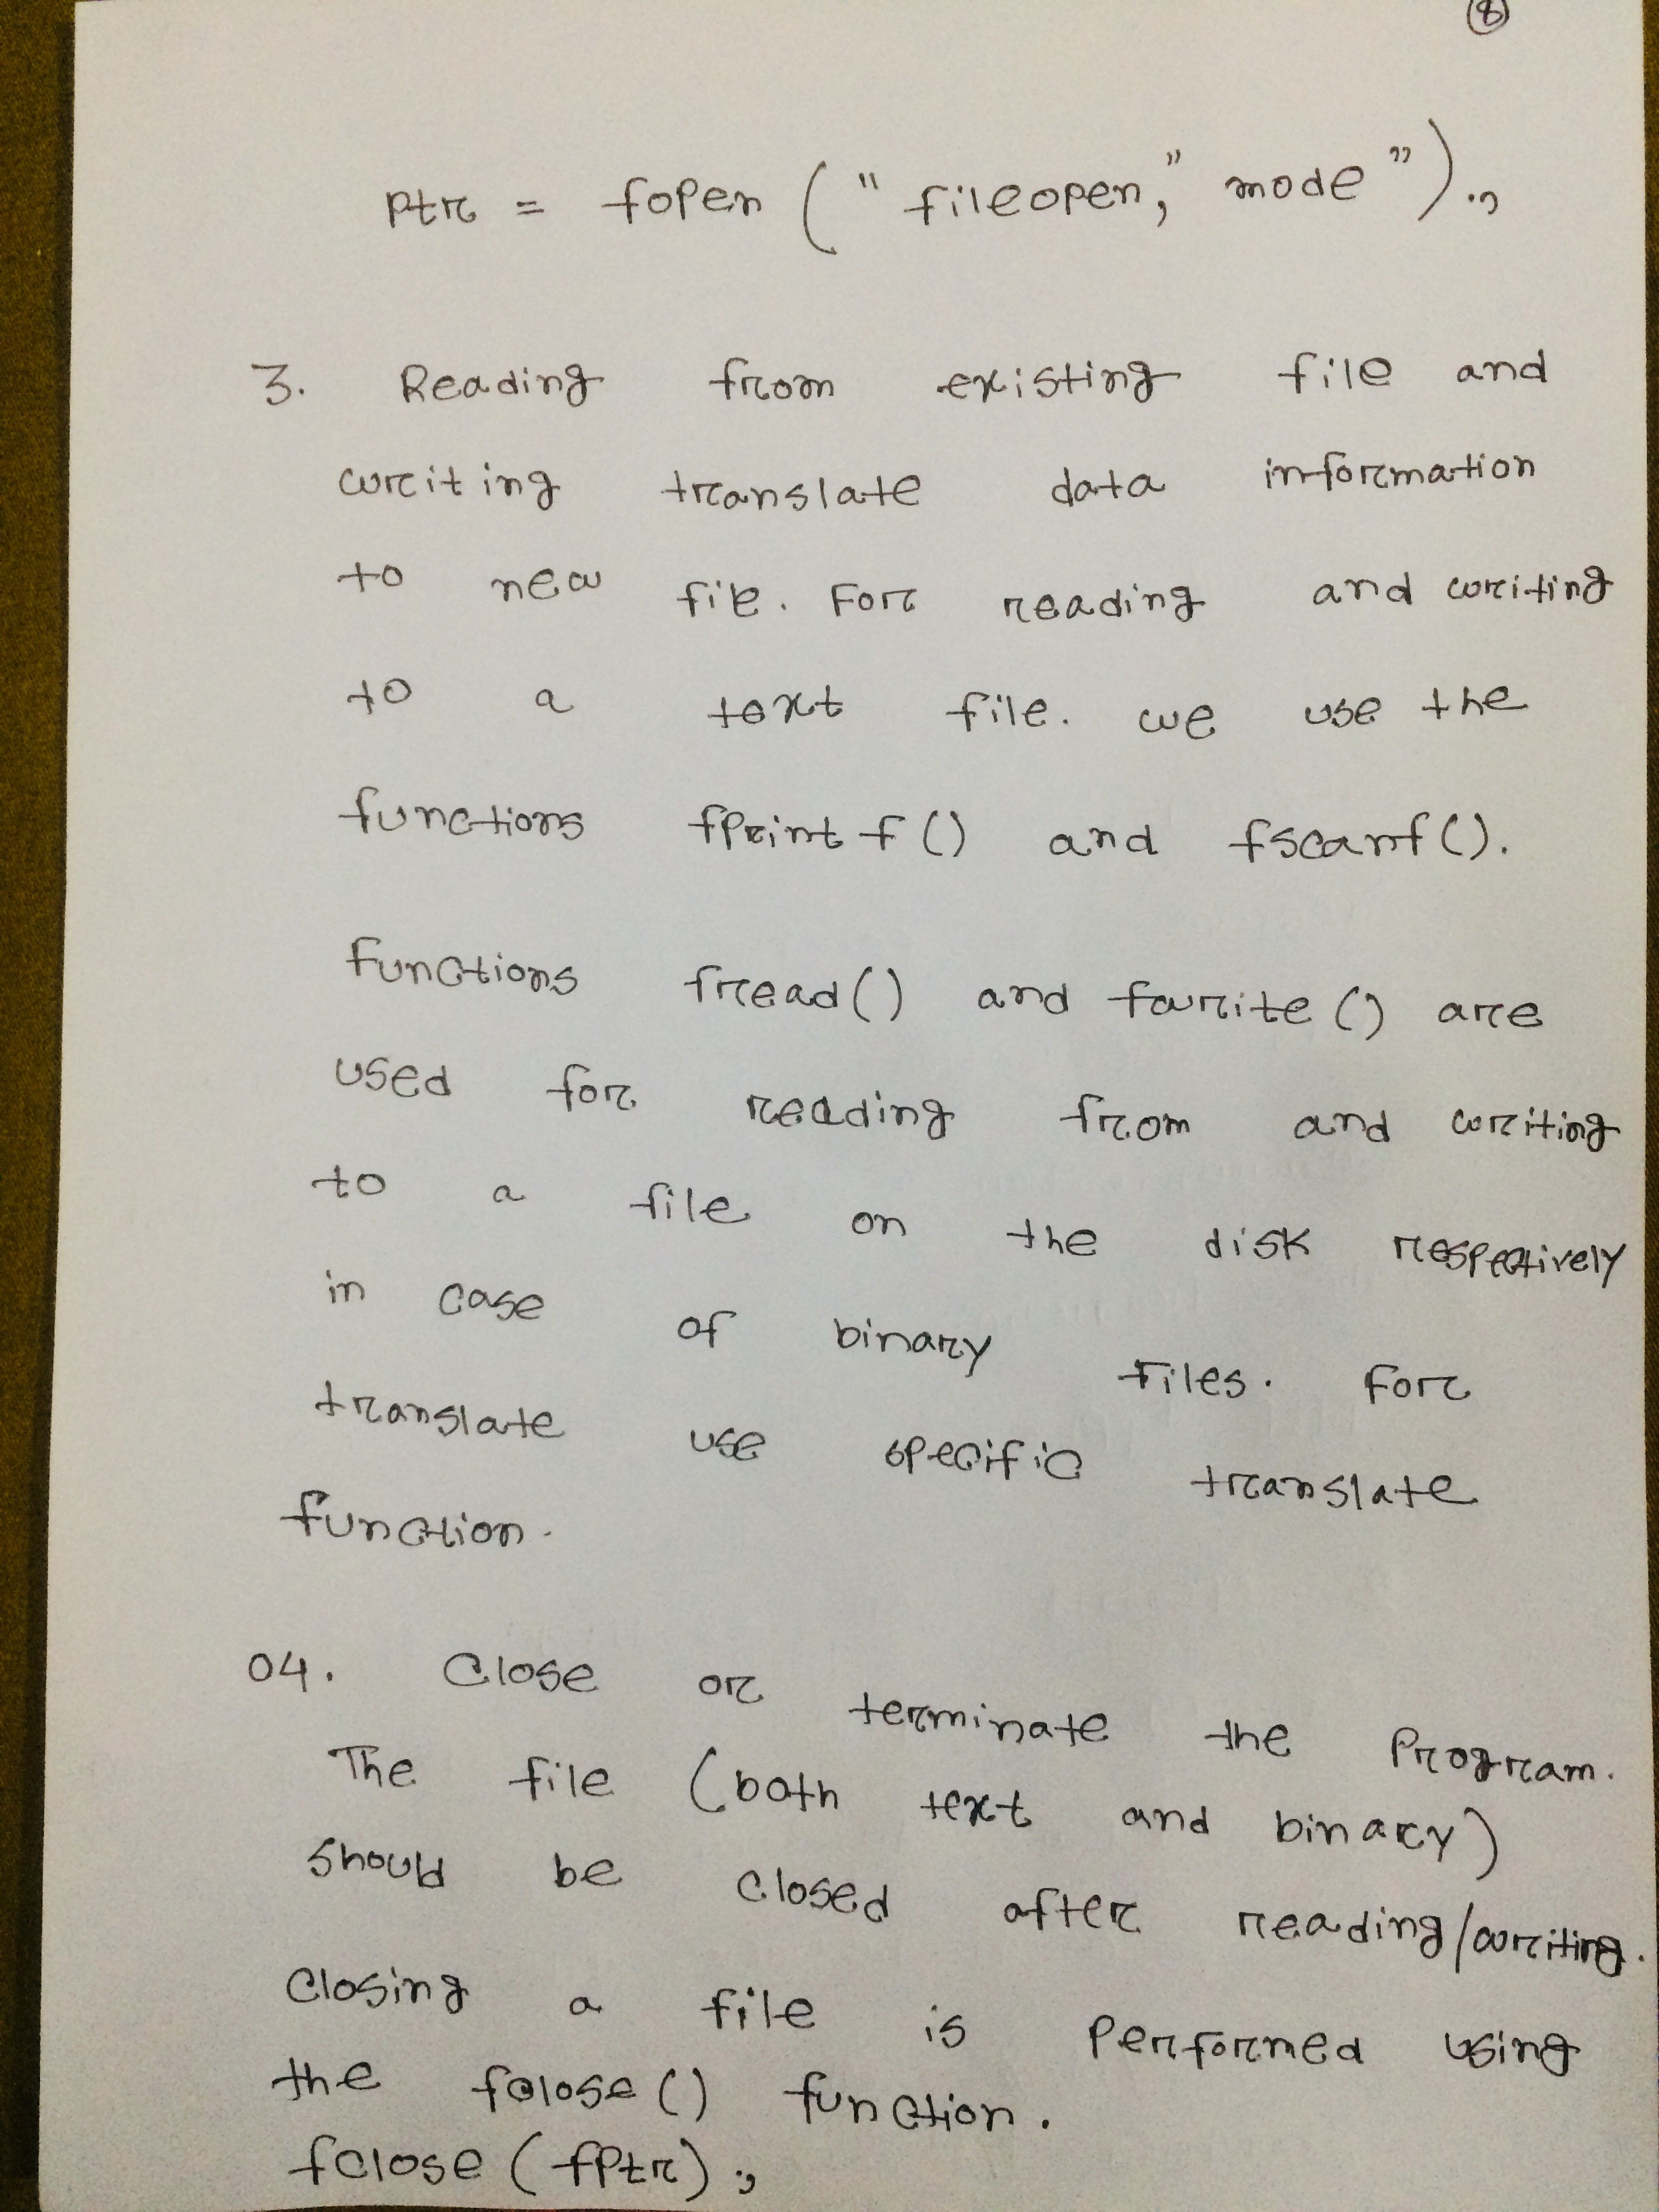 8
ptr = fopen ("fileopen," mode");
3. Reading from existing file and
writing translate data information
to new file. For reading and writing
to a text file. we use the
functions fprintf() and fscanf().
Functions fread() and fwrite() are
used for reading from and writing
to a file on the disk respectively
in case of binary files. For
translate use specific translate
function.
04. Close or terminate the Program.
The file (both text and binary)
should be closed after reading/writing.
Closing a file is performed using
the fclose() function.
fclose (fptr);